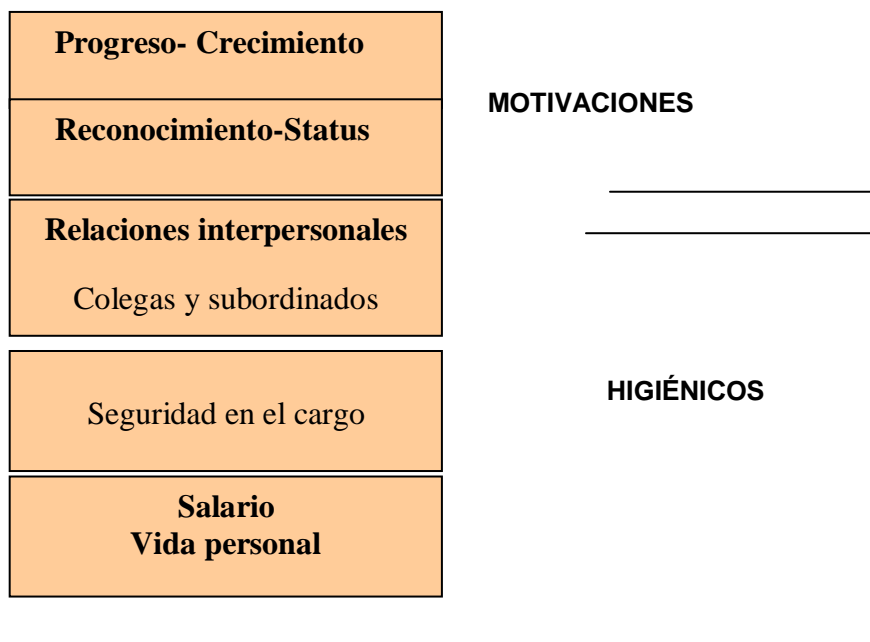 Progreso- Crecimiento
MOTIVACIONES
Reconocimiento-Status
Relaciones interpersonales
Colegas y subordinados
HIGIÉNICOS
Seguridad en el cargo
Salario
Vida personal